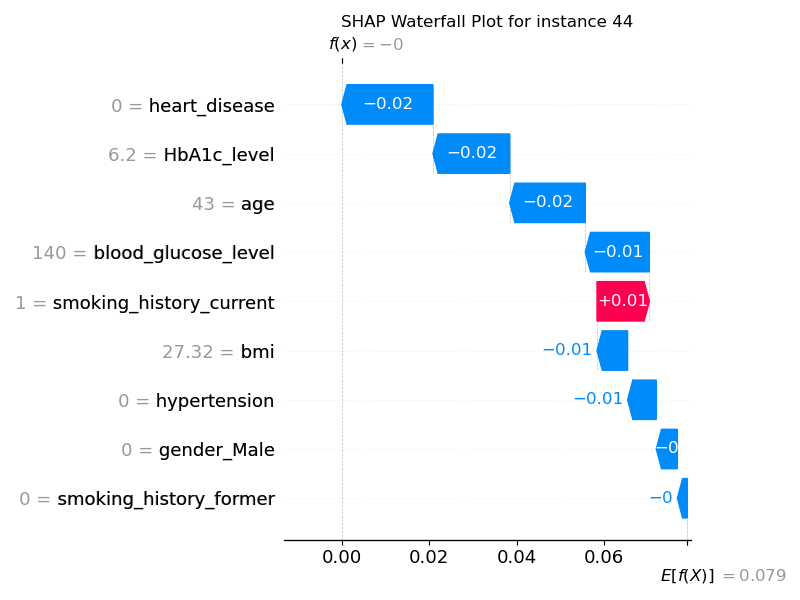 SHAP Waterfall Plot for instance 44
f(x) = −0
0 = heart_disease −0.02
6.2 = HbA1c_level −0.02
43 = age −0.02
140 = blood_glucose_level −0.01
1 = smoking_history_current +0.01
27.32 = bmi −0.01
0 = hypertension −0.01
0 = gender_Male −0
0 = smoking_history_former −0
0.00 0.02 0.04 0.06
E[f(X)] = 0.079